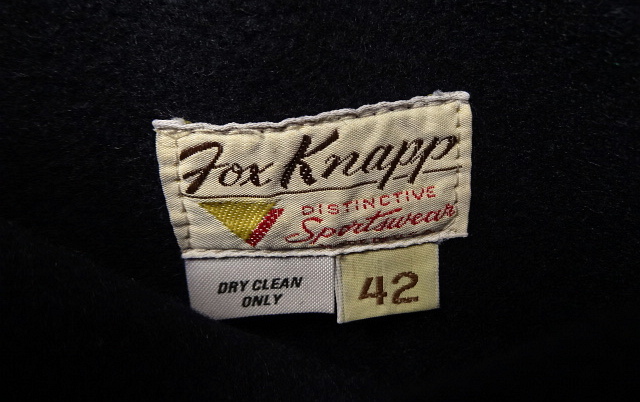 Fox Knapp
DISTINCTIVE
Sportswear
DRY CLEAN
ONLY
42